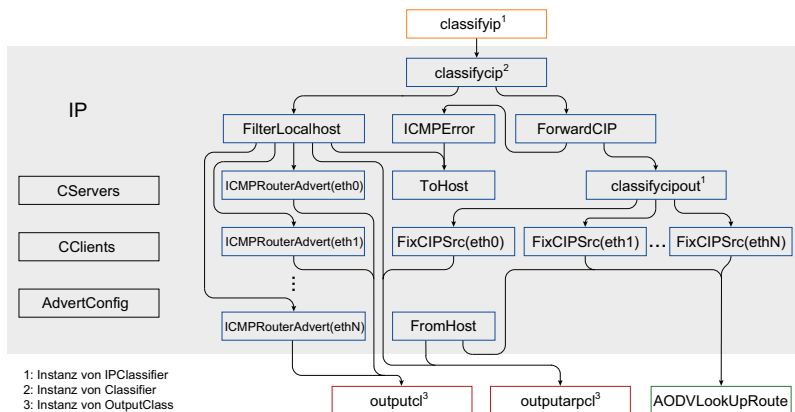 classifyip1
classifycip2
IP
FilterLocalhost
ICMPError
ForwardCIP
CServers
ICMPRouterAdvert(eth0)
ToHost
classifycipout1
CClients
ICMPRouterAdvert(eth1)
FixCIPSrc(eth0)
FixCIPSrc(eth1)
...
FixCIPSrc(ethN)
...
AdvertConfig
ICMPRouterAdvert(ethN)
FromHost
1: Instanz von IPClassifier
2: Instanz von Classifier
3: Instanz von OutputClass
outputcl3
outputarpcl3
AODVLookUpRoute